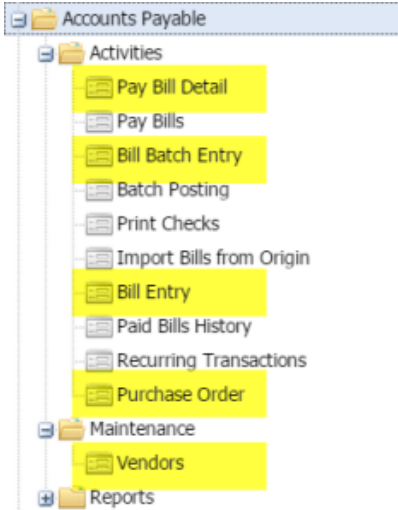 Accounts Payable
Activities
Pay Bill Detail
Pay Bills
Bill Batch Entry
Batch Posting
Print Checks
Import Bills from Origin
Bill Entry
Paid Bills History
Recurring Transactions
Purchase Order
Maintenance
Vendors
Reports